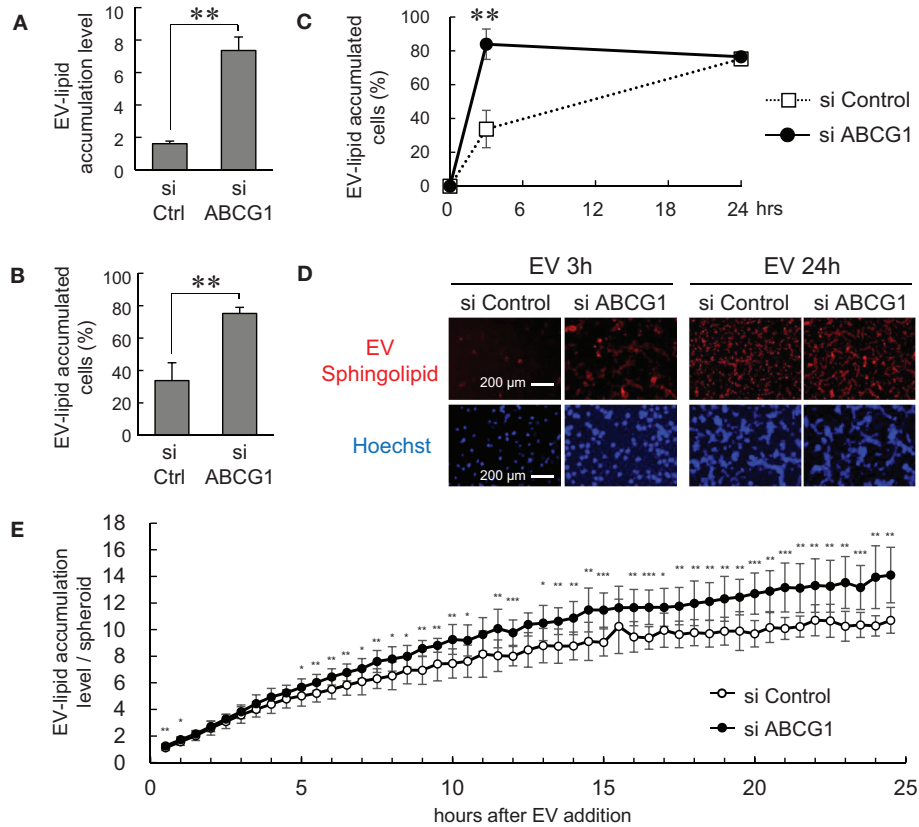 A
**
EV-lipid
accumulation level
10
8
6
4
2
0
si
Ctrl
si
ABCG1
B
**
EV-lipid accumulated
cells (%)
100
80
60
40
20
0
si
Ctrl
si
ABCG1
C
**
EV-lipid accumulated
cells (%)
100
80
60
40
20
0
0
6
12
18
24
hrs
si Control
si ABCG1
D
EV 3h
EV 24h
si Control
si ABCG1
si Control
si ABCG1
EV
Sphingolipid
200 µm
Hoechst
200 µm
E
EV-lipid accumulation
level / spheroid
18
16
14
12
10
8
6
4
2
0
** * * ** ** ** * ** * * ** ** ** * ** *** * ** ** ** *** ** *** * ** ** ** ** *** ** *** ** ** ** *** ** **
0
5
10
15
20
25
hours after EV addition
si Control
si ABCG1